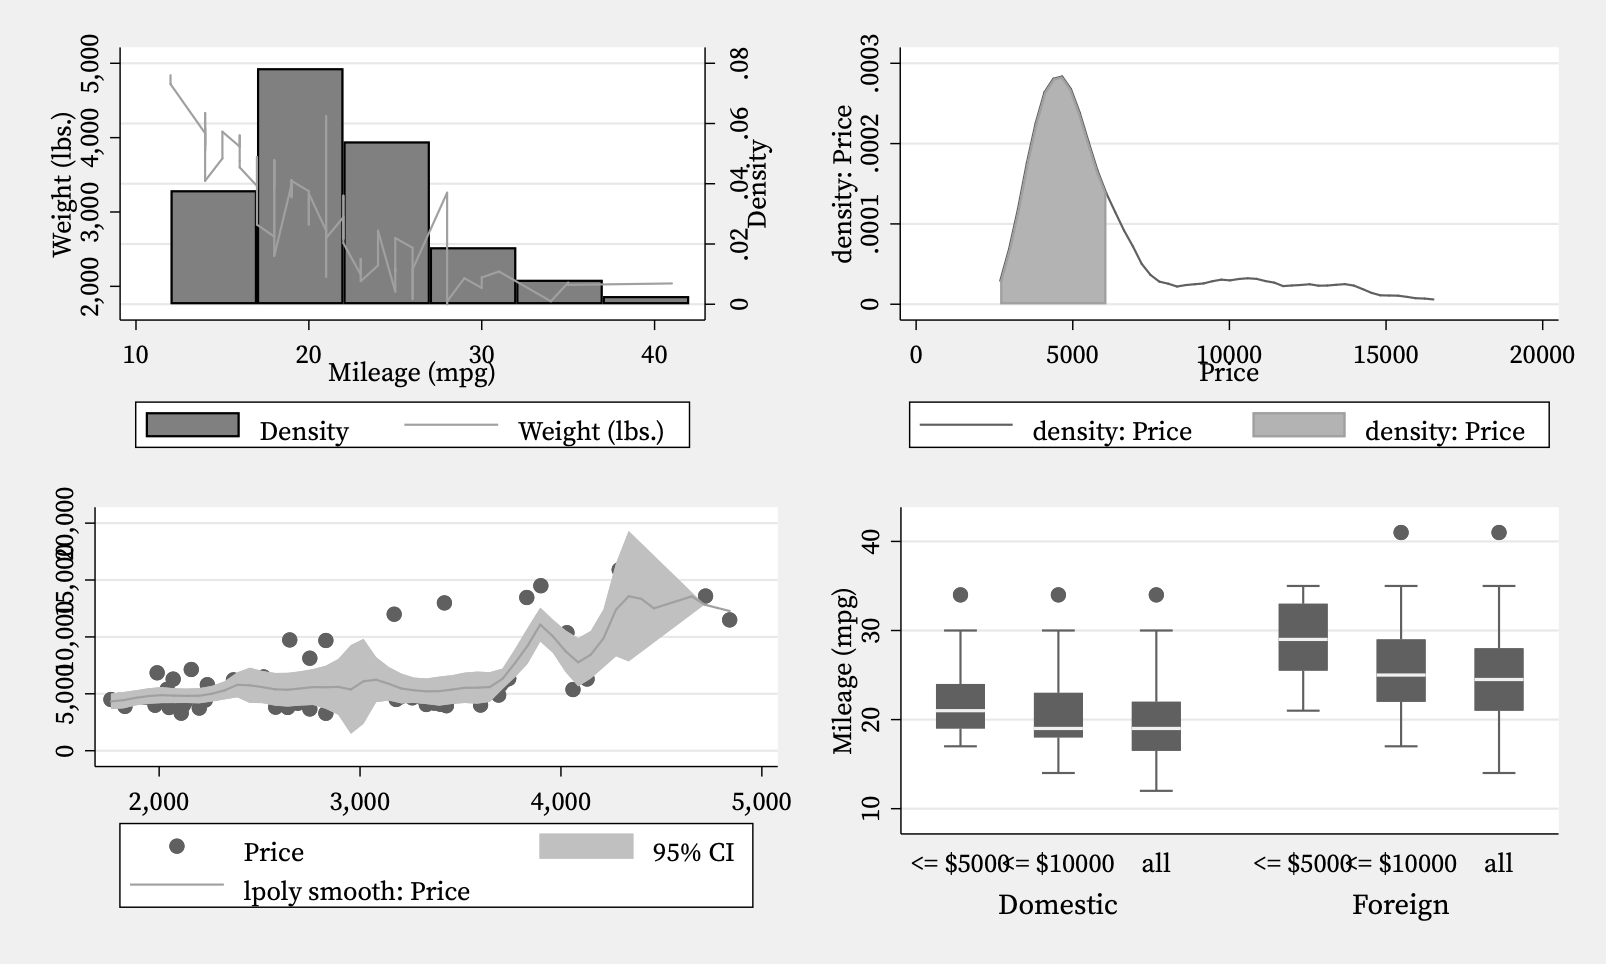 Weight (lbs.)
5,000
4,000
3,000
2,000
.08
.06
.04
.02
0
Density
10 20 30 40
Mileage (mpg)
Density Weight (lbs.)
density: Price
.0003
.0002
.0001
0
0 5000 10000 15000 20000
Price
density: Price density: Price
20,000
15,000
10,000
5,000
0
2,000 3,000 4,000 5,000
Price 95% CI
lpoly smooth: Price
Mileage (mpg)
40
30
20
10
<= $5000 <= $10000 all <= $5000 <= $10000 all
Domestic Foreign